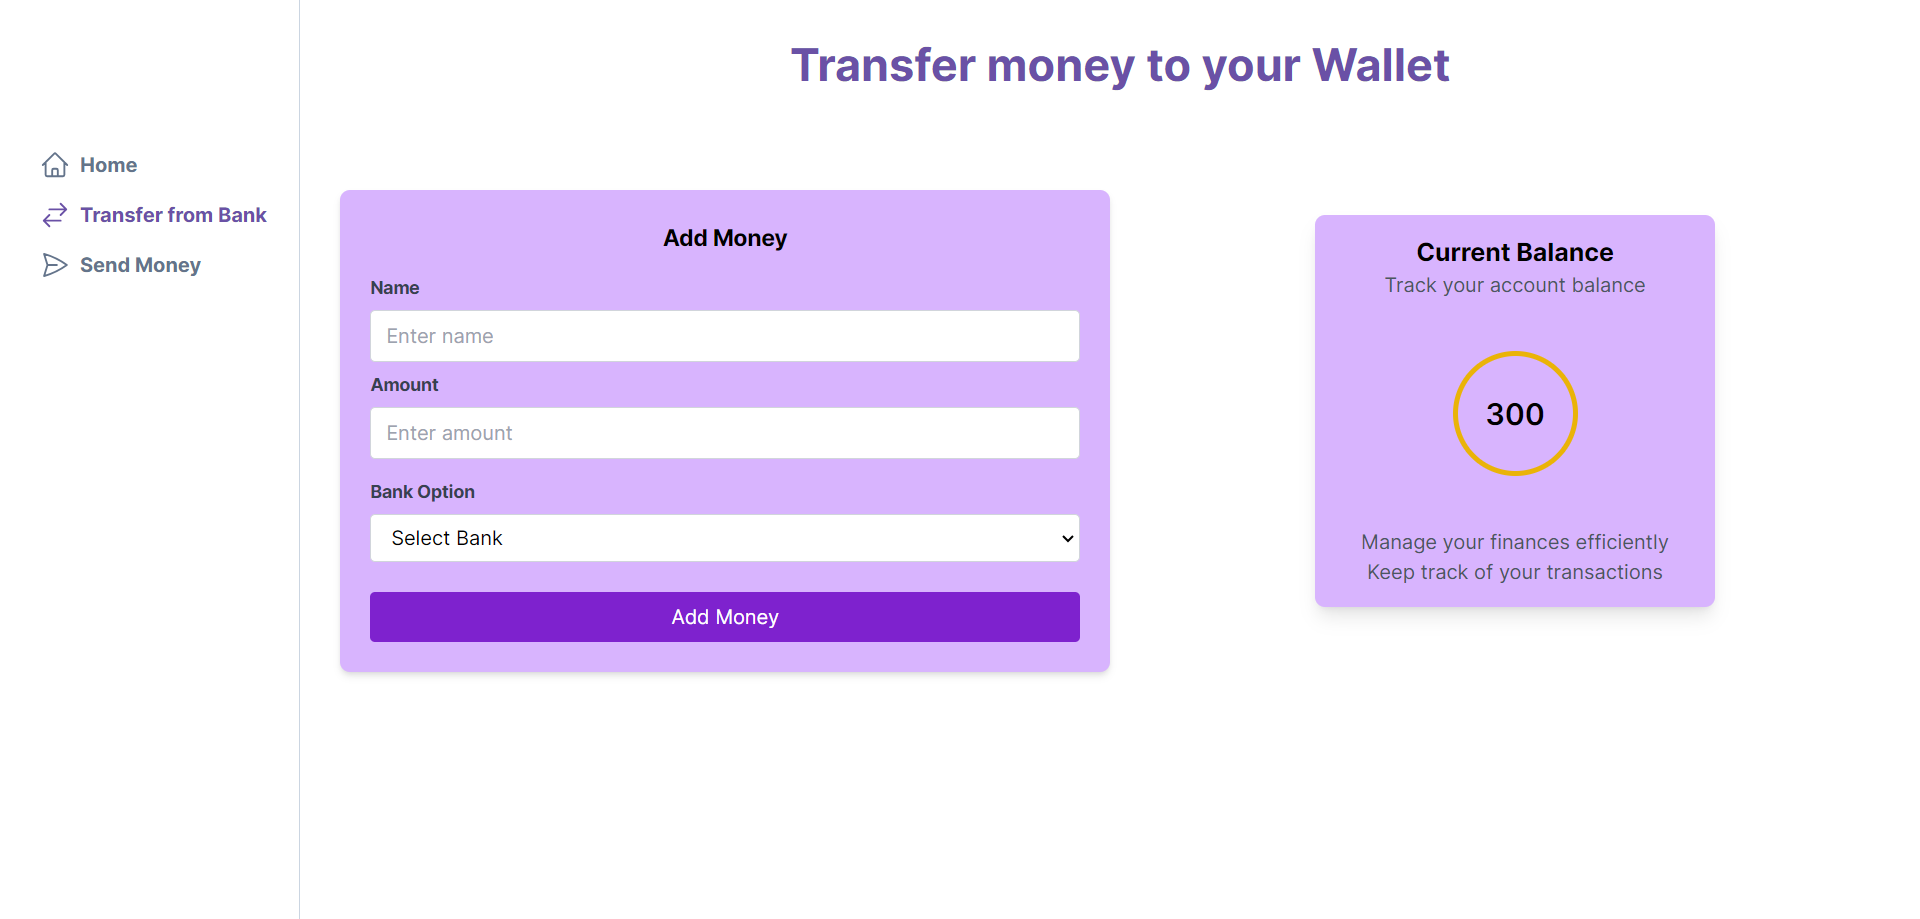 Transfer money to your Wallet
Home
Transfer from Bank
Send Money
Add Money
Name
Enter name
Amount
Enter amount
Bank Option
Select Bank
Add Money
Current Balance
Track your account balance
300
Manage your finances efficiently
Keep track of your transactions